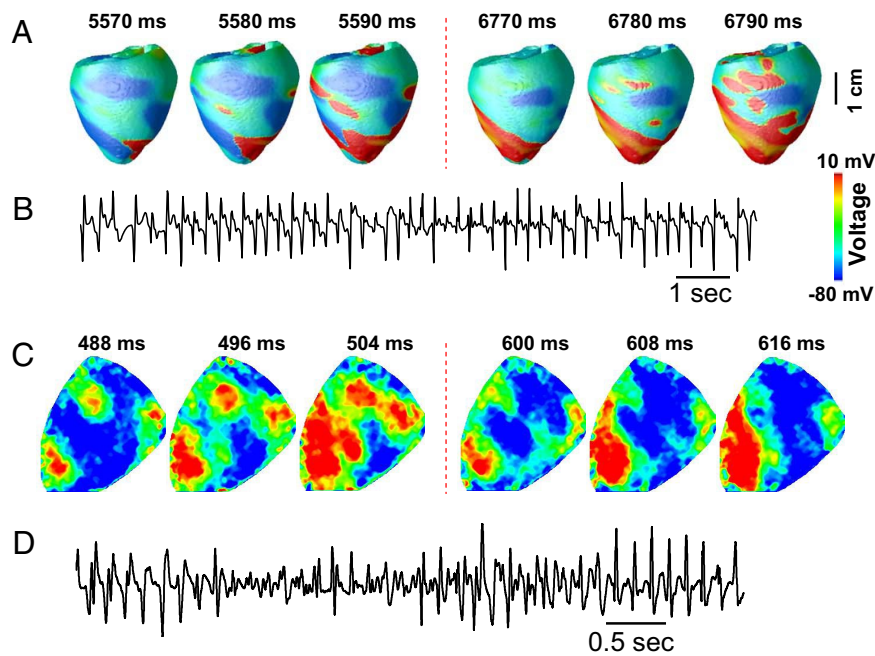 A
5570 ms 5580 ms 5590 ms 6770 ms 6780 ms 6790 ms
1 cm
10 mV
Voltage
-80 mV
B
1 sec
C
488 ms 496 ms 504 ms 600 ms 608 ms 616 ms
D
0.5 sec